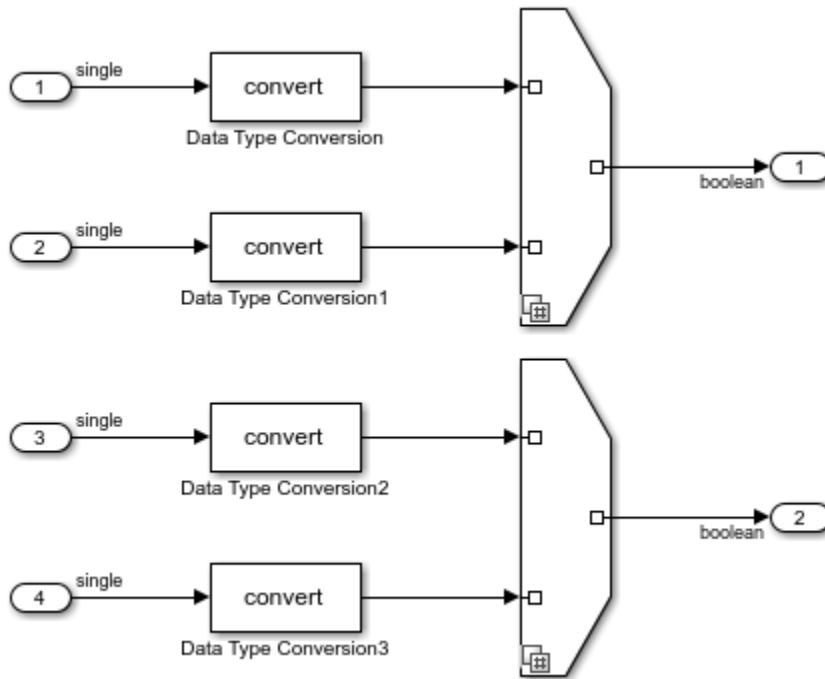 single
1
convert
Data Type Conversion
1
boolean
single
2
convert
Data Type Conversion1
single
3
convert
Data Type Conversion2
2
boolean
single
4
convert
Data Type Conversion3